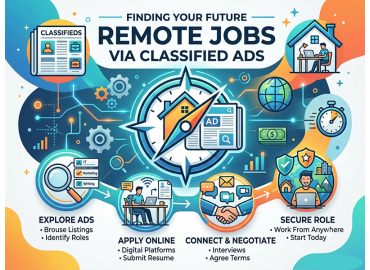 FINDING YOUR FUTURE
REMOTE JOBS
VIA CLASSIFIED ADS
CLASSIFIEDS
AD
IT
Marketing
Writing
EXPLORE ADS
• Brouse Listings
• Identify Roles
APPLY ONLINE
• Digital Platforms
• Submit Resume
CONNECT & NEGOTIATE
• Interviews
• Agree Terms
SECURE ROLE
• Work From Anywhere
• Start Today